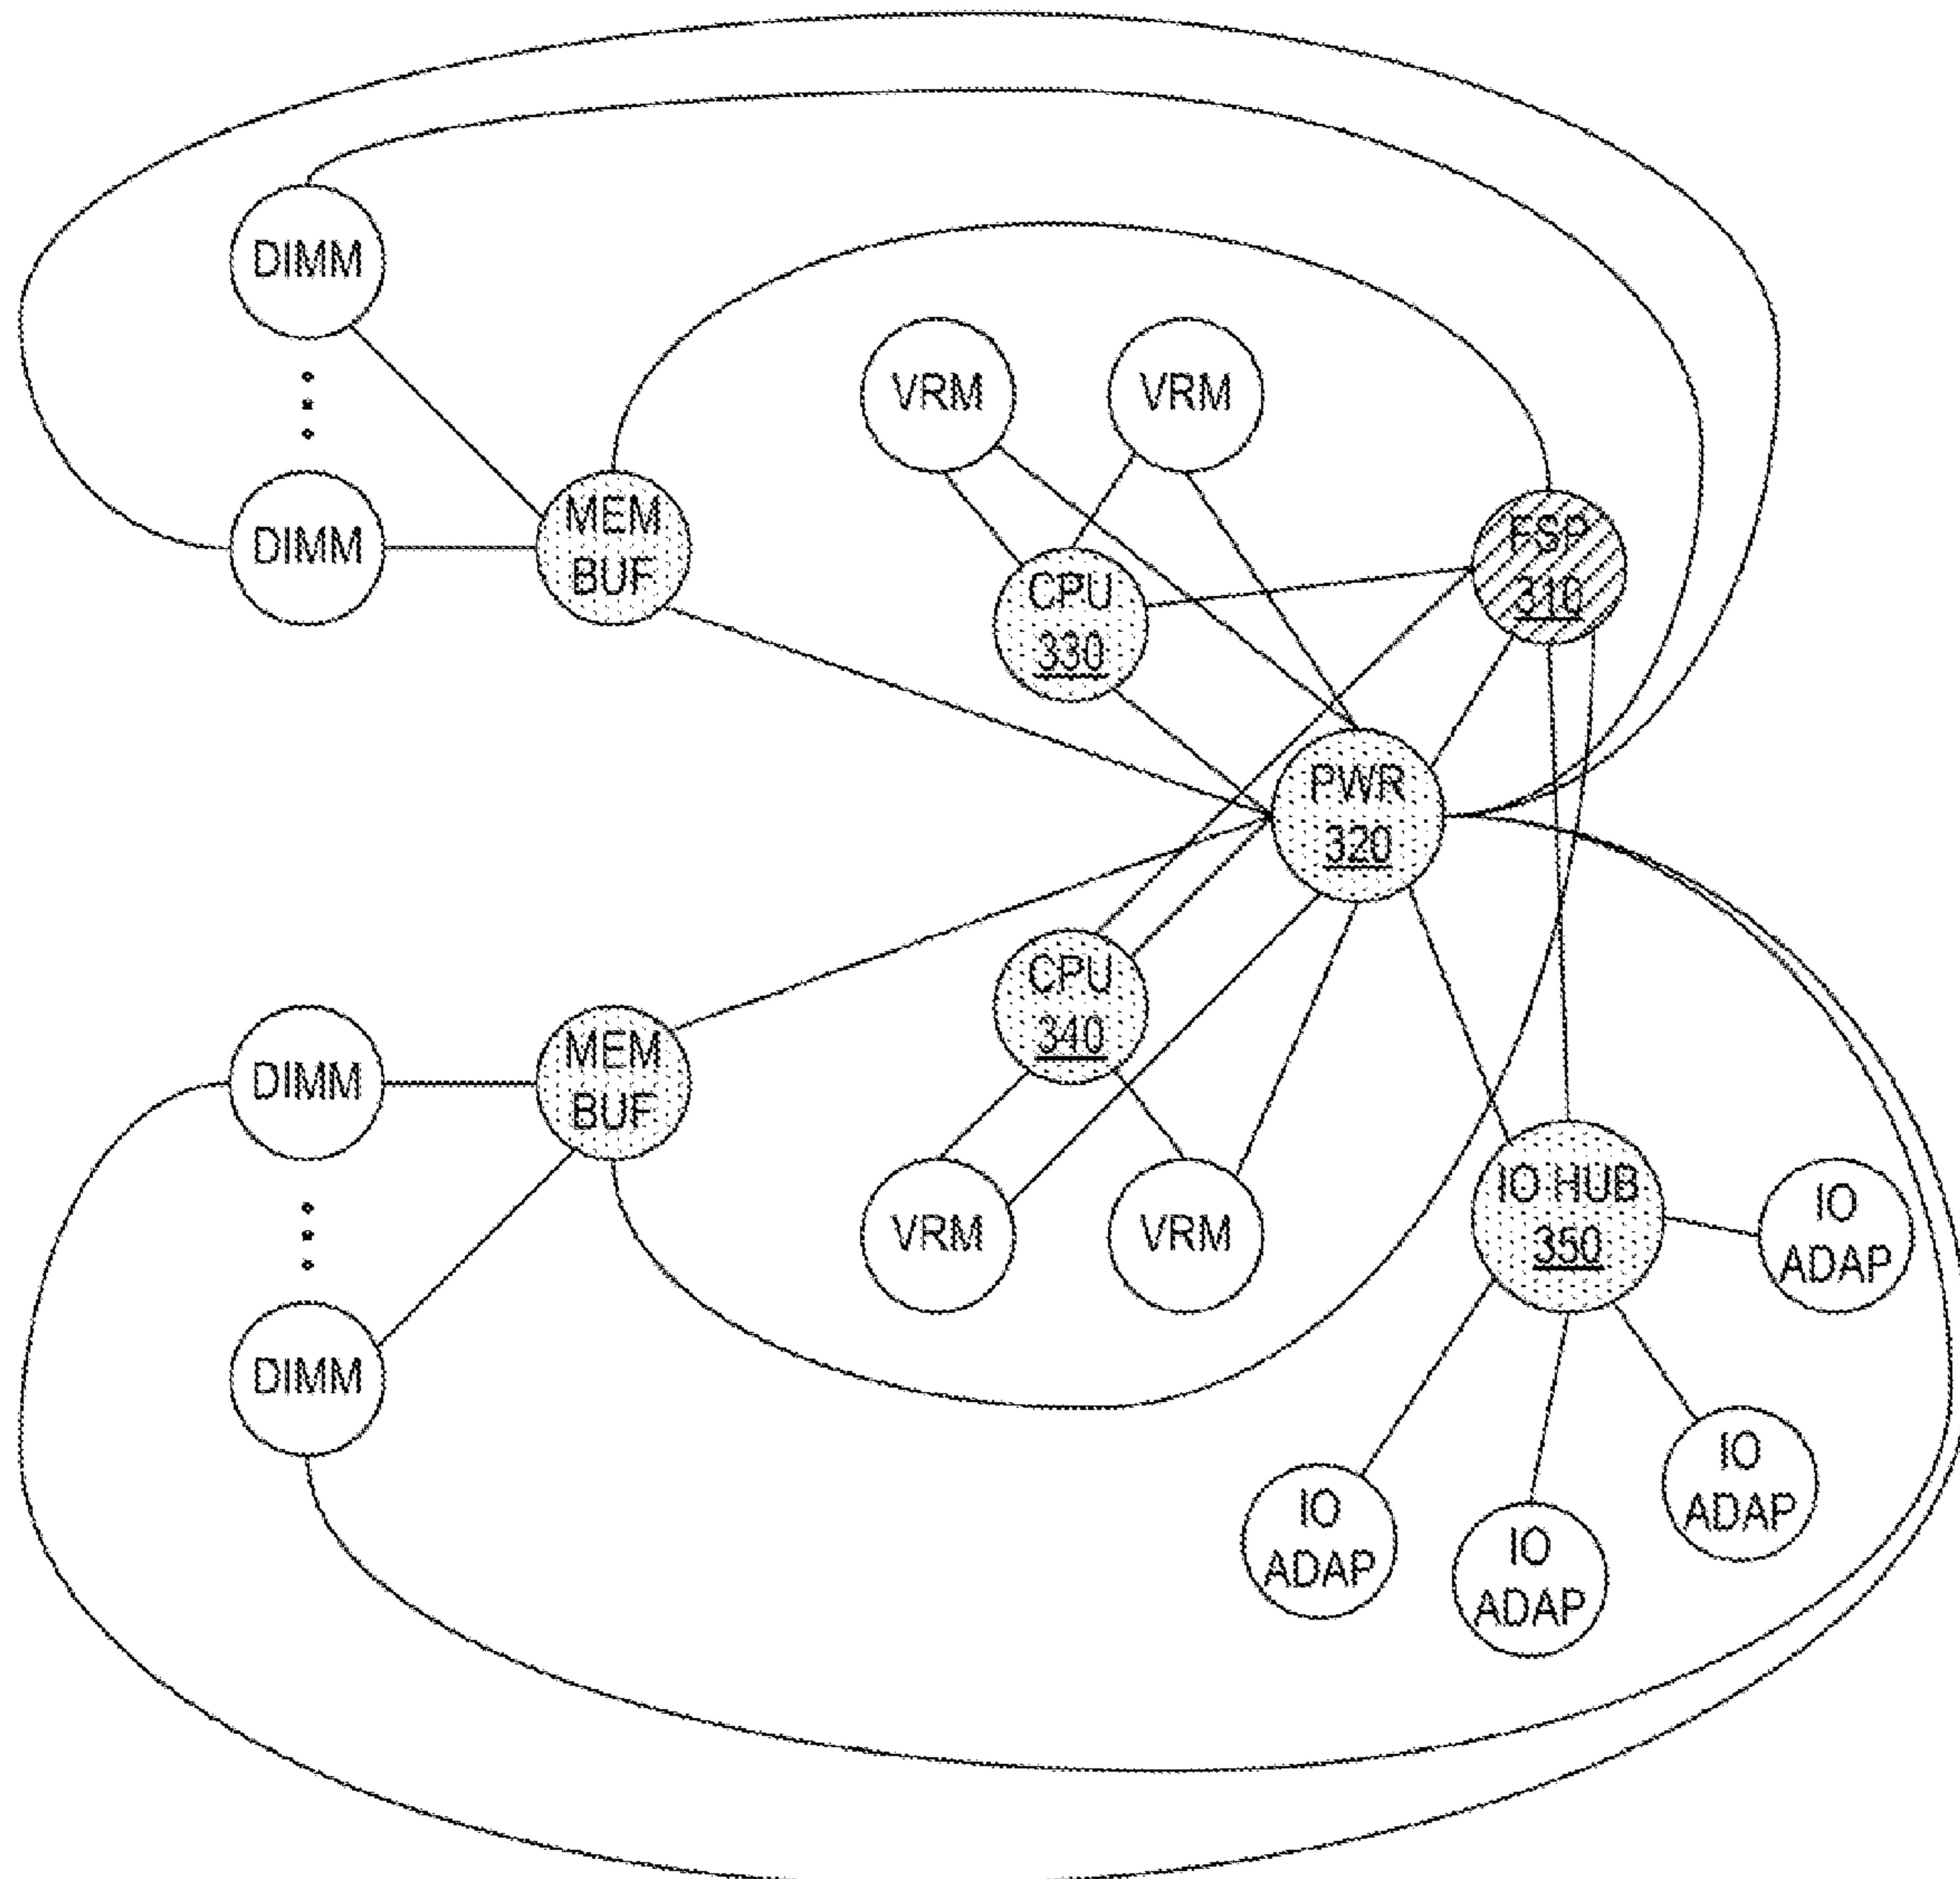 DIMM
VRM
VRM
DIMM
MEM
BUF
FSP
310
CPU
330
PWR
320
CPU
340
DIMM
MEM
BUF
IO HUB
350
IO
ADAP
VRM
VRM
DIMM
IO
ADAP
IO
ADAP
IO
ADAP